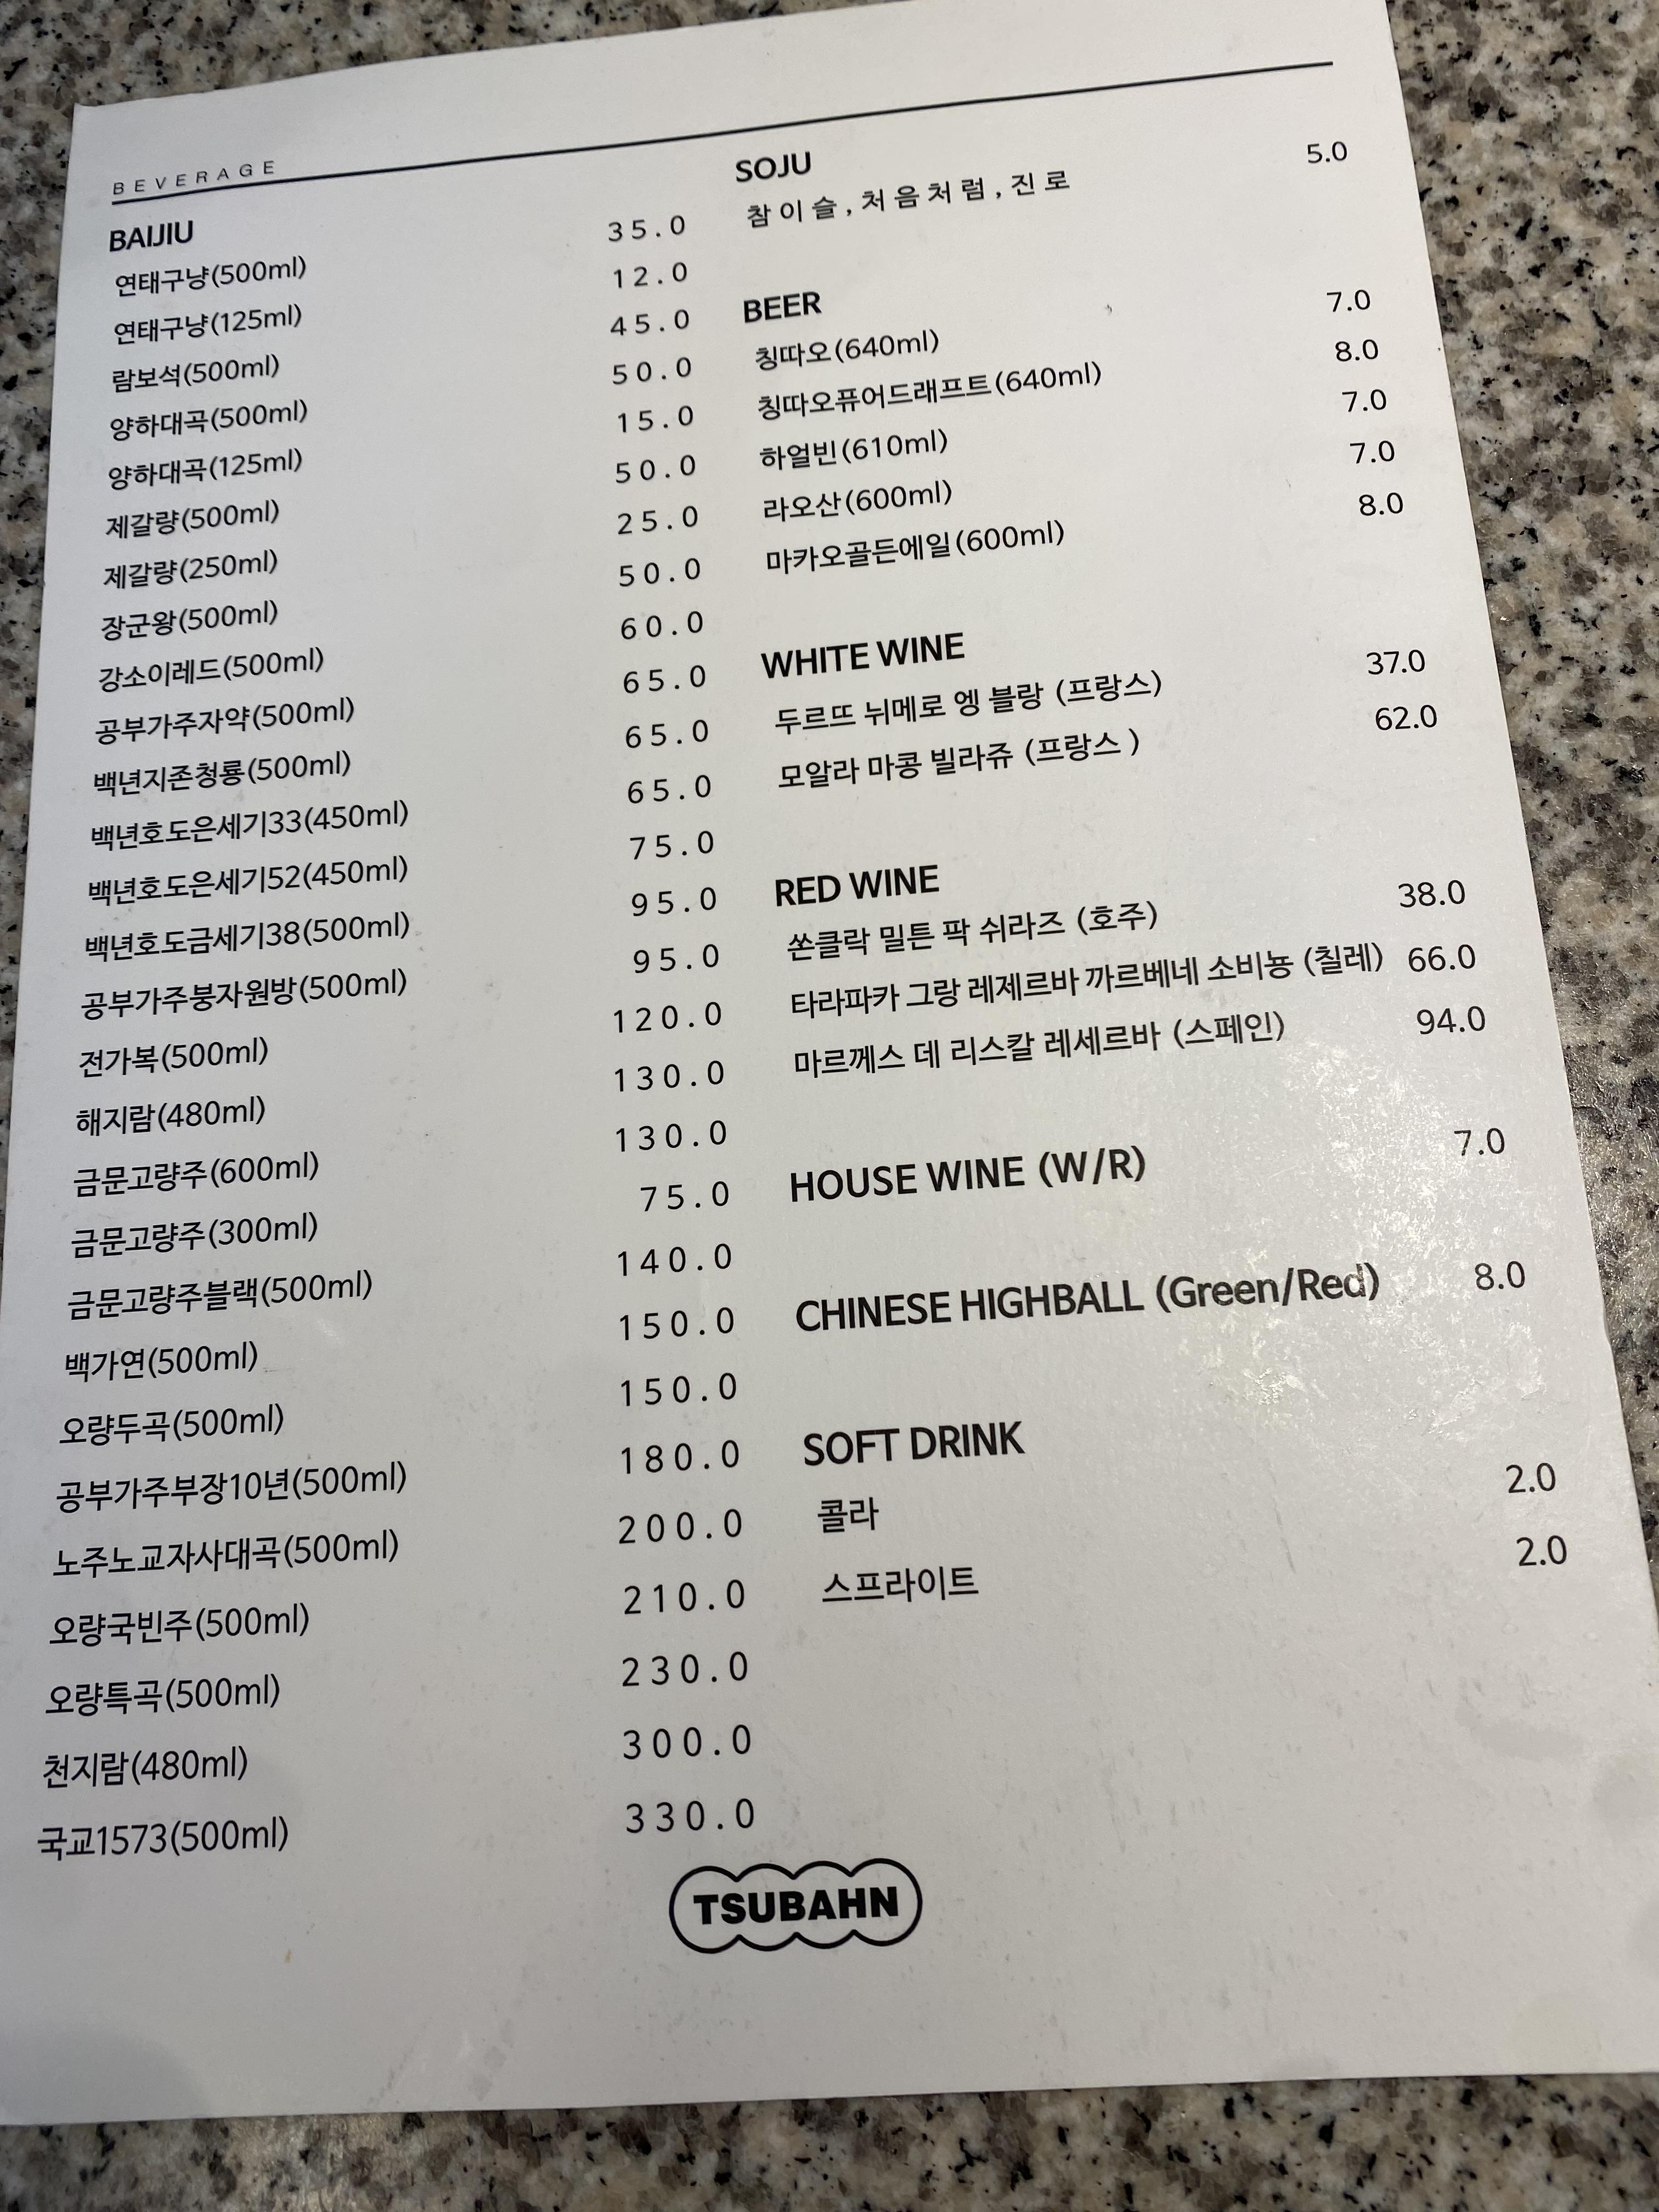 BEVERAGE
BAIJIU
연태구냥(500ml) 35.0
연태구냥(125ml) 12.0
람보석(500ml) 45.0
양하대곡(500ml) 50.0
양하대곡(125ml) 15.0
제갈량(500ml) 50.0
제갈량(250ml) 25.0
장군왕(500ml) 50.0
강소이레드(500ml) 60.0
공부가주자약(500ml) 65.0
백년지존청룡(500ml) 65.0
백년호도은세기33(450ml) 65.0
백년호도은세기52(450ml) 75.0
백년호도금세기38(500ml) 95.0
공부가주붕자원방(500ml) 95.0
전가복(500ml) 120.0
해지람(480ml) 130.0
금문고량주(600ml) 130.0
금문고량주(300ml) 75.0
금문고량주블랙(500ml) 140.0
백가연(500ml) 150.0
오량두곡(500ml) 150.0
공부가주부장10년(500ml) 180.0
노주노교자사대곡(500ml) 200.0
오량국빈주(500ml) 210.0
오량특곡(500ml) 230.0
천지람(480ml) 300.0
국교1573(500ml) 330.0
SOJU
참이슬,처음처럼,진로 5.0
BEER
칭따오(640ml) 7.0
칭따오퓨어드래프트(640ml) 8.0
하얼빈(610ml) 7.0
라오산(600ml) 7.0
마카오골든에일(600ml) 8.0
WHITE WINE
두르뜨 뉘메로 엥 블랑 (프랑스) 37.0
모알라 마콩 빌라쥬 (프랑스 ) 62.0
RED WINE
쏜클락 밀튼 팍 쉬라즈 (호주) 38.0
타라파카 그랑 레제르바 까르베네 소비뇽 (칠레) 66.0
마르께스 데 리스칼 레세르바 (스페인) 94.0
HOUSE WINE (W/R) 7.0
CHINESE HIGHBALL (Green/Red) 8.0
SOFT DRINK
콜라 2.0
스프라이트 2.0
TSUBAHN